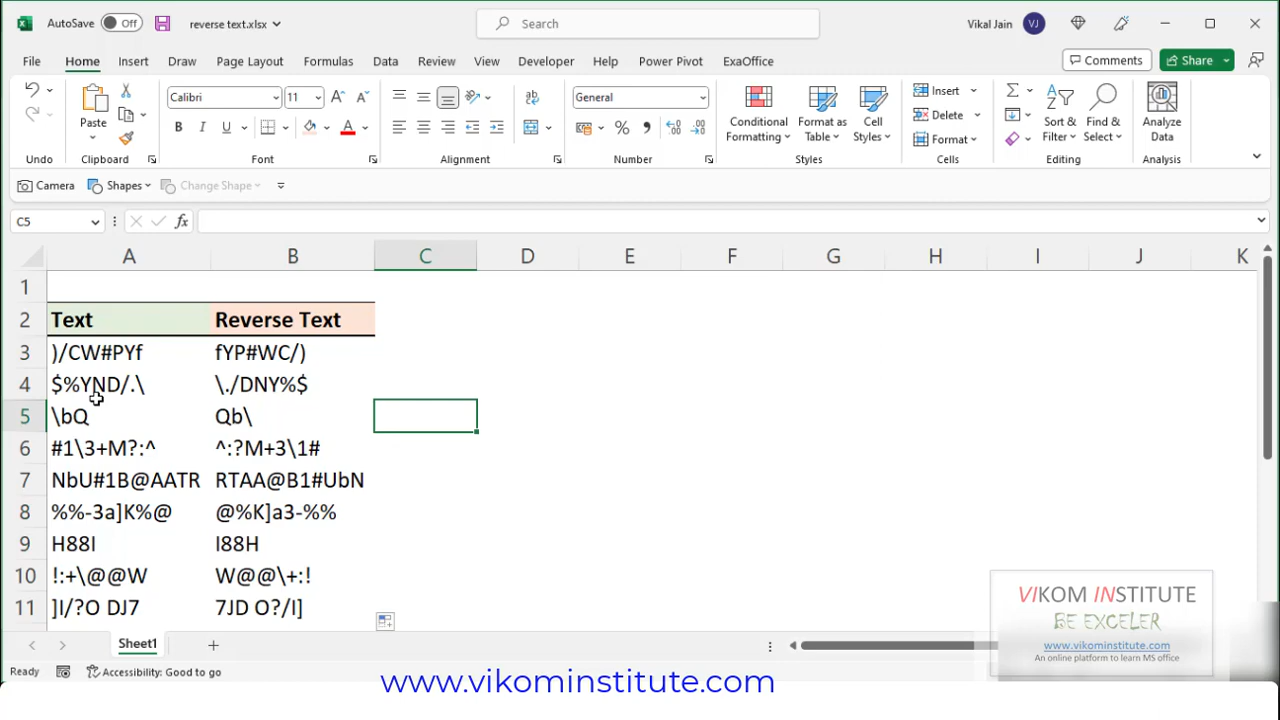 AutoSave Off reverse text.xlsx Search Vikal Jain VJ
File Home Insert Draw Page Layout Formulas Data Review View Developer Help Power Pivot ExaOffice Comments Share
Calibri 11 General Insert
Paste Conditional Formatting Format as Table Cell Styles Delete Sort & Filter Find & Select Analyze Data
B I U A % Format
Undo Clipboard Font Alignment Number Styles Cells Editing Analysis
Camera Shapes Change Shape
C5 fx
A B C D E F G H I J K
1
2 Text Reverse Text
3 )/CW#PYf fYP#WC/)
4 $%YND/.\ \./DNY%$
5 \bQ Qb\
6 #1\3+M?:^ ^:?M+3\1#
7 NbU#1B@AATR RTAA@B1#UbN
8 %%-3a]K%@ @%K]a3-%%
9 H88I I88H
10 !:+\@@W W@@\+:!
11 ]I/?O DJ7 7JD O?/I]
VIKOM INSTITUTE
BE EXCELER
www.vikominstitute.com
An online platform to learn MS office
Sheet1
Ready Accessibility: Good to go
www.vikominstitute.com